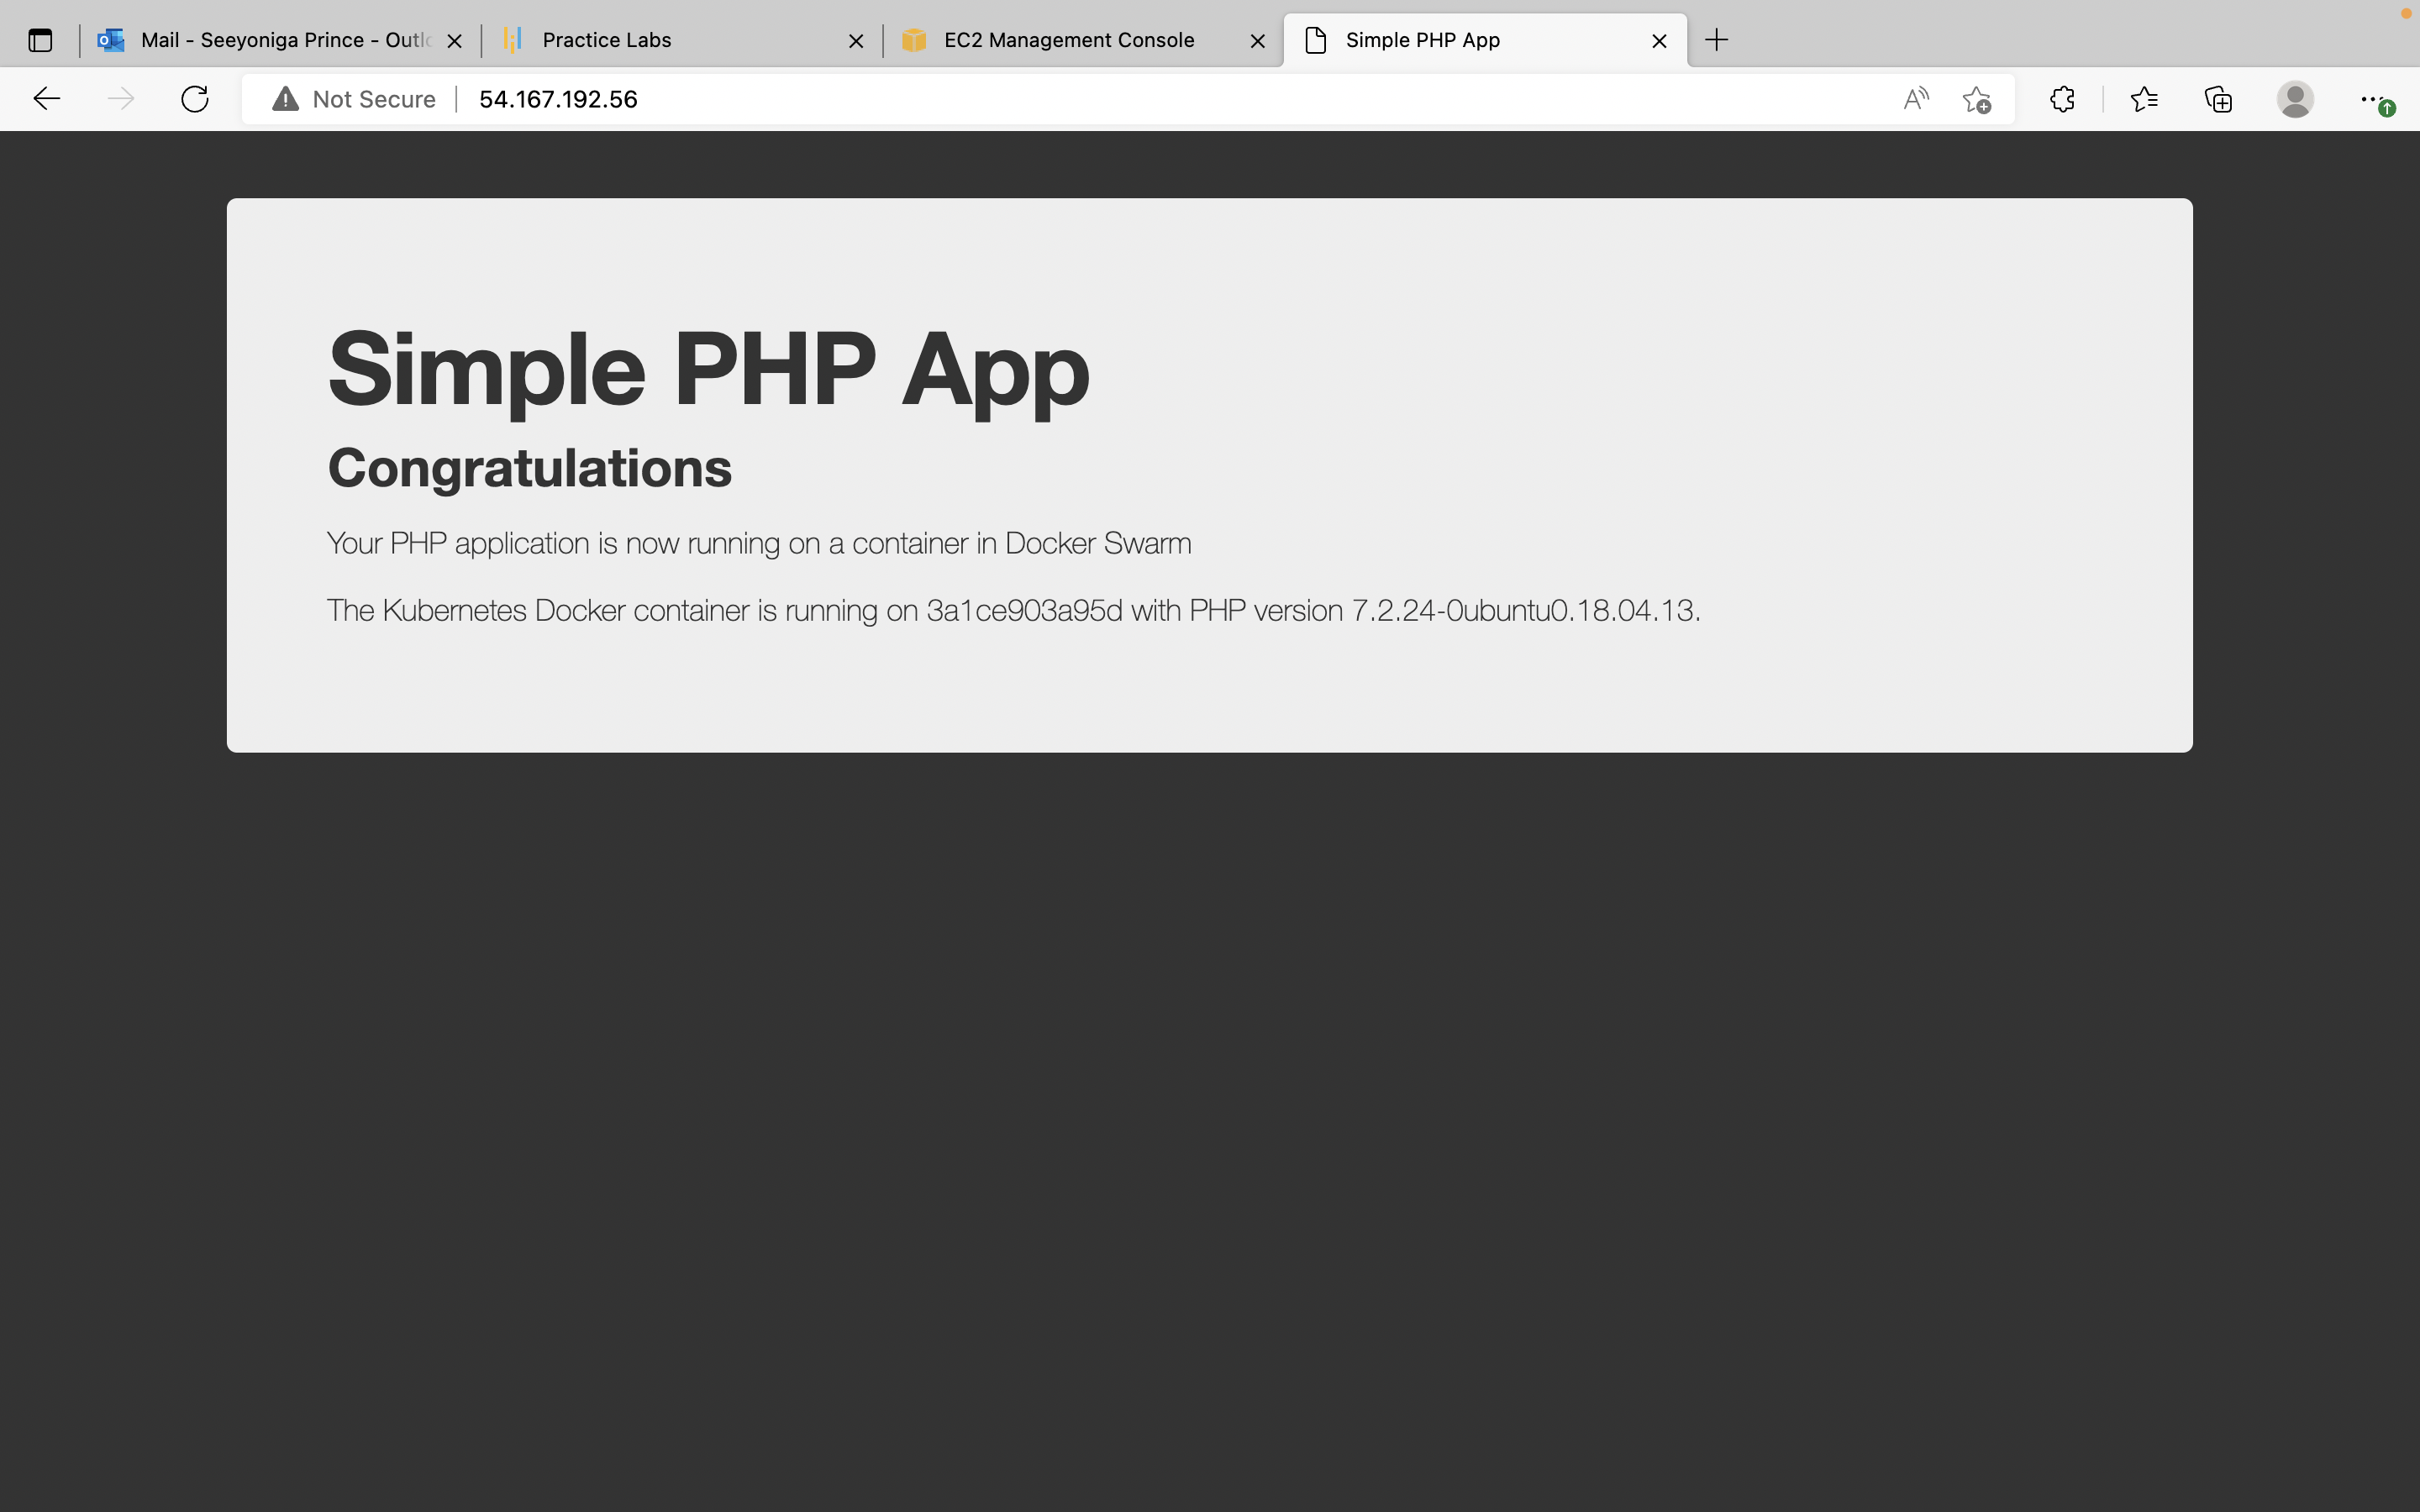 Mail - Seeyoniga Prince - Outlo
Practice Labs
EC2 Management Console
Simple PHP App
Not Secure
54.167.192.56
Simple PHP App
Congratulations
Your PHP application is now running on a container in Docker Swarm
The Kubernetes Docker container is running on 3a1ce903a95d with PHP version 7.2.24-0ubuntu0.18.04.13.